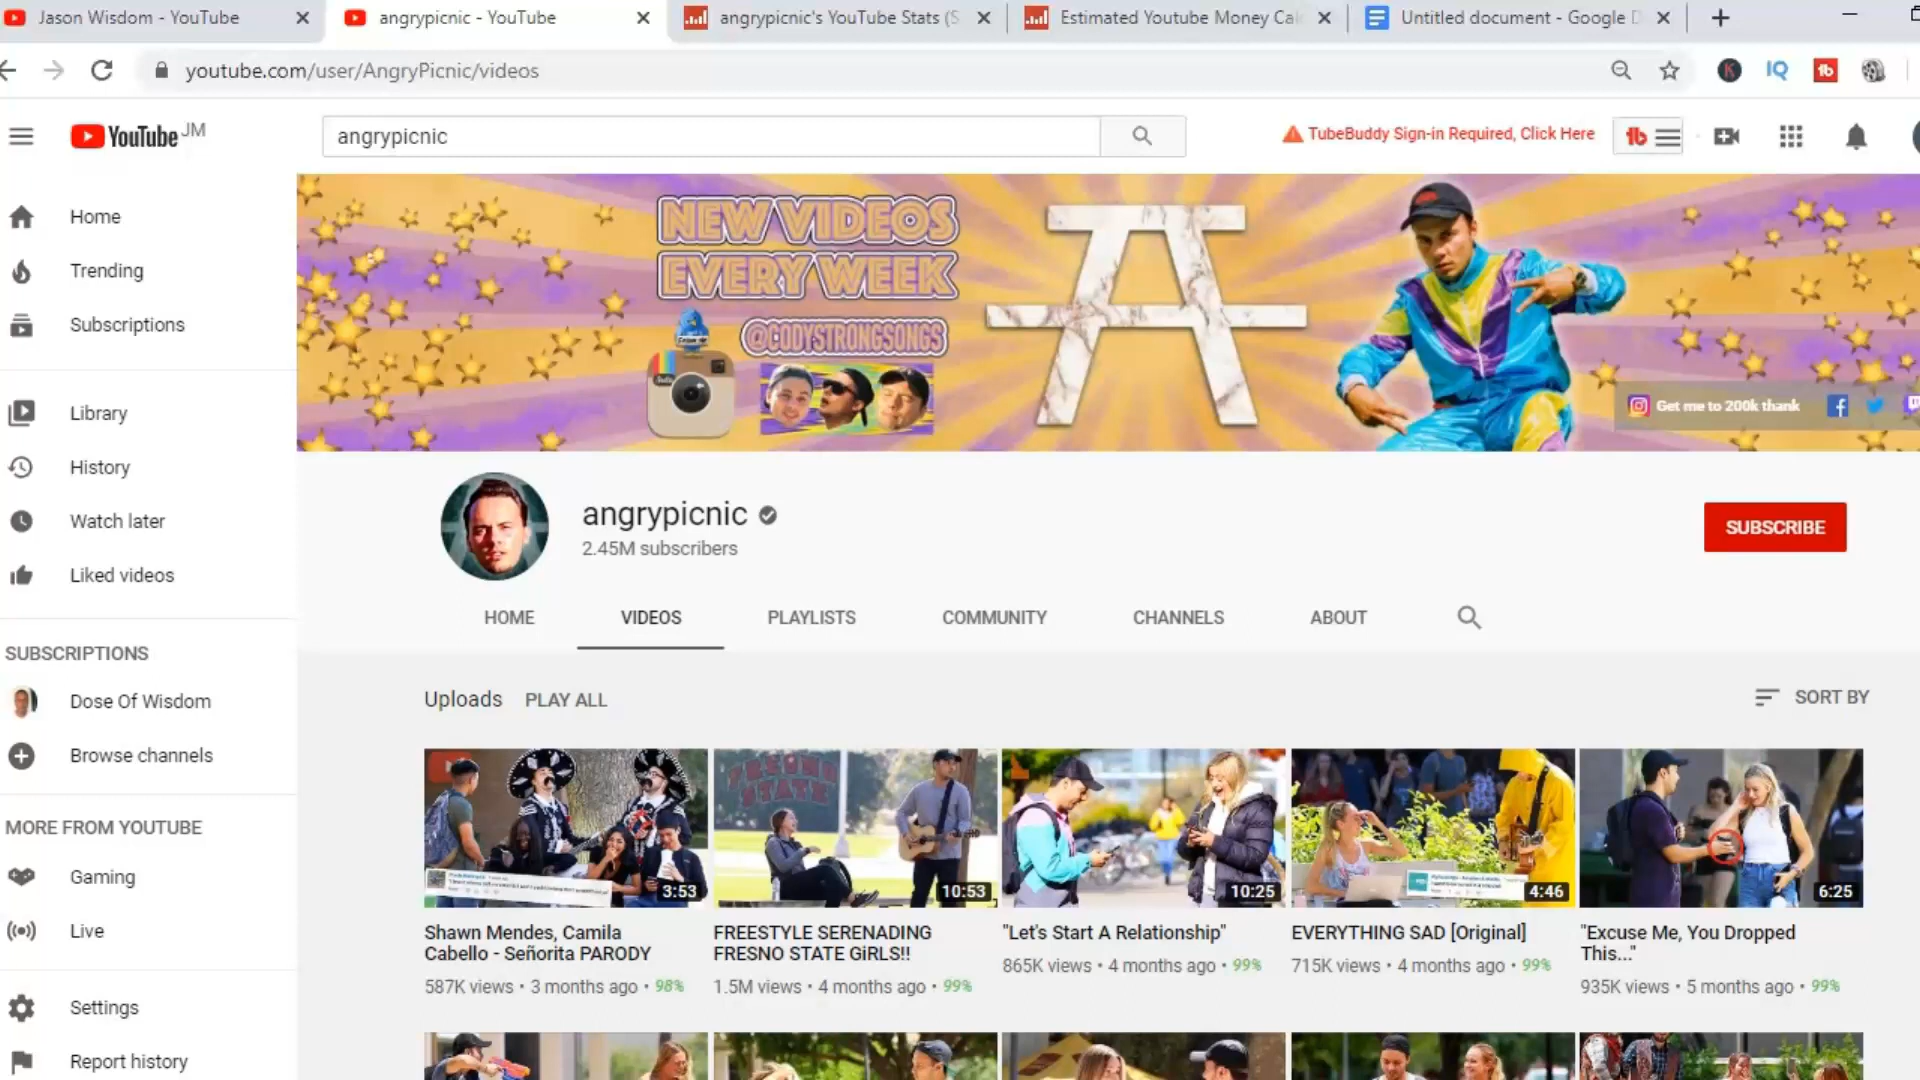 Jason Wisdom - YouTube
angrypicnic - YouTube
angrypicnic's YouTube Stats (S
Estimated Youtube Money Cal
Untitled document - Google D
youtube.com/user/AngryPicnic/videos
IQ
YouTube JM
angrypicnic
TubeBuddy Sign-in Required, Click Here
Home
Trending
Subscriptions
Library
History
Watch later
Liked videos
SUBSCRIPTIONS
Dose Of Wisdom
Browse channels
MORE FROM YOUTUBE
Gaming
Live
Settings
Report history
NEW VIDEOS
EVERY WEEK
@CODYSTRONGSONGS
Get me to 200k thank
angrypicnic
2.45M subscribers
SUBSCRIBE
HOME
VIDEOS
PLAYLISTS
COMMUNITY
CHANNELS
ABOUT
Uploads PLAY ALL
SORT BY
3:53
Shawn Mendes, Camila
Cabello - Señorita PARODY
587K views • 3 months ago • 98%
FRESNO
STATE
10:53
FREESTYLE SERENADING
FRESNO STATE GiRLS!!
1.5M views • 4 months ago • 99%
10:25
"Let's Start A Relationship"
865K views • 4 months ago • 99%
4:46
EVERYTHING SAD [Original]
715K views • 4 months ago • 99%
6:25
"Excuse Me, You Dropped
This..."
935K views • 5 months ago • 99%